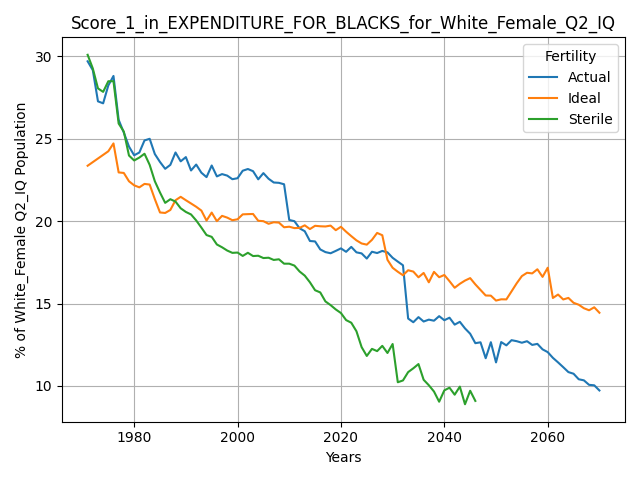 Score_1_in_EXPENDITURE_FOR_BLACKS_for_White_Female_Q2_IQ
% of White_Female Q2_IQ Population
30
25
20
15
10
Fertility
Actual
Ideal
Sterile
1980
2000
2020
2040
2060
Years